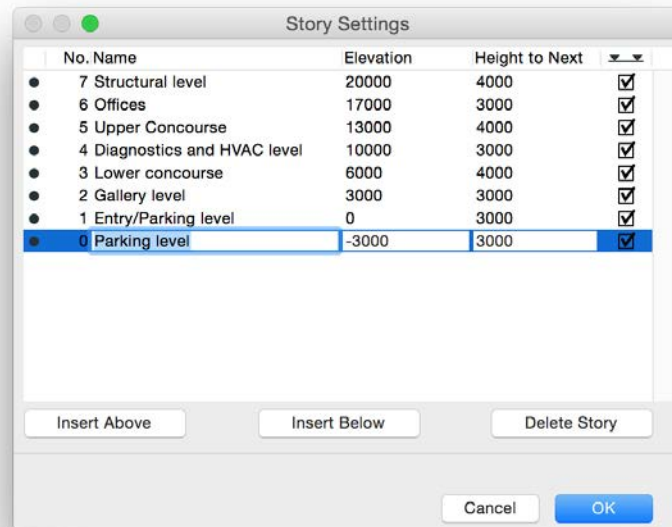 Story Settings
No. Name Elevation Height to Next
7 Structural level 20000 4000
6 Offices 17000 3000
5 Upper Concourse 13000 4000
4 Diagnostics and HVAC level 10000 3000
3 Lower concourse 6000 4000
2 Gallery level 3000 3000
1 Entry/Parking level 0 3000
0 Parking level -3000 3000
Insert Above Insert Below Delete Story
Cancel OK